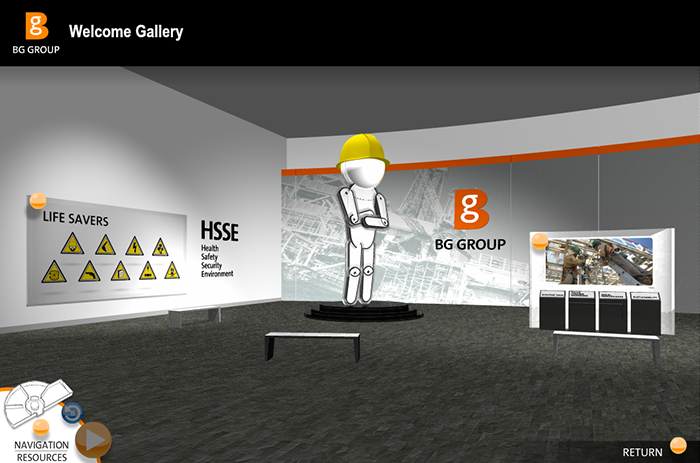 g
BG GROUP
Welcome Gallery
LIFE SAVERS
HSSE
Health
Safety
Security
Environment
g
BG GROUP
NAVIGATION
RESOURCES
RETURN